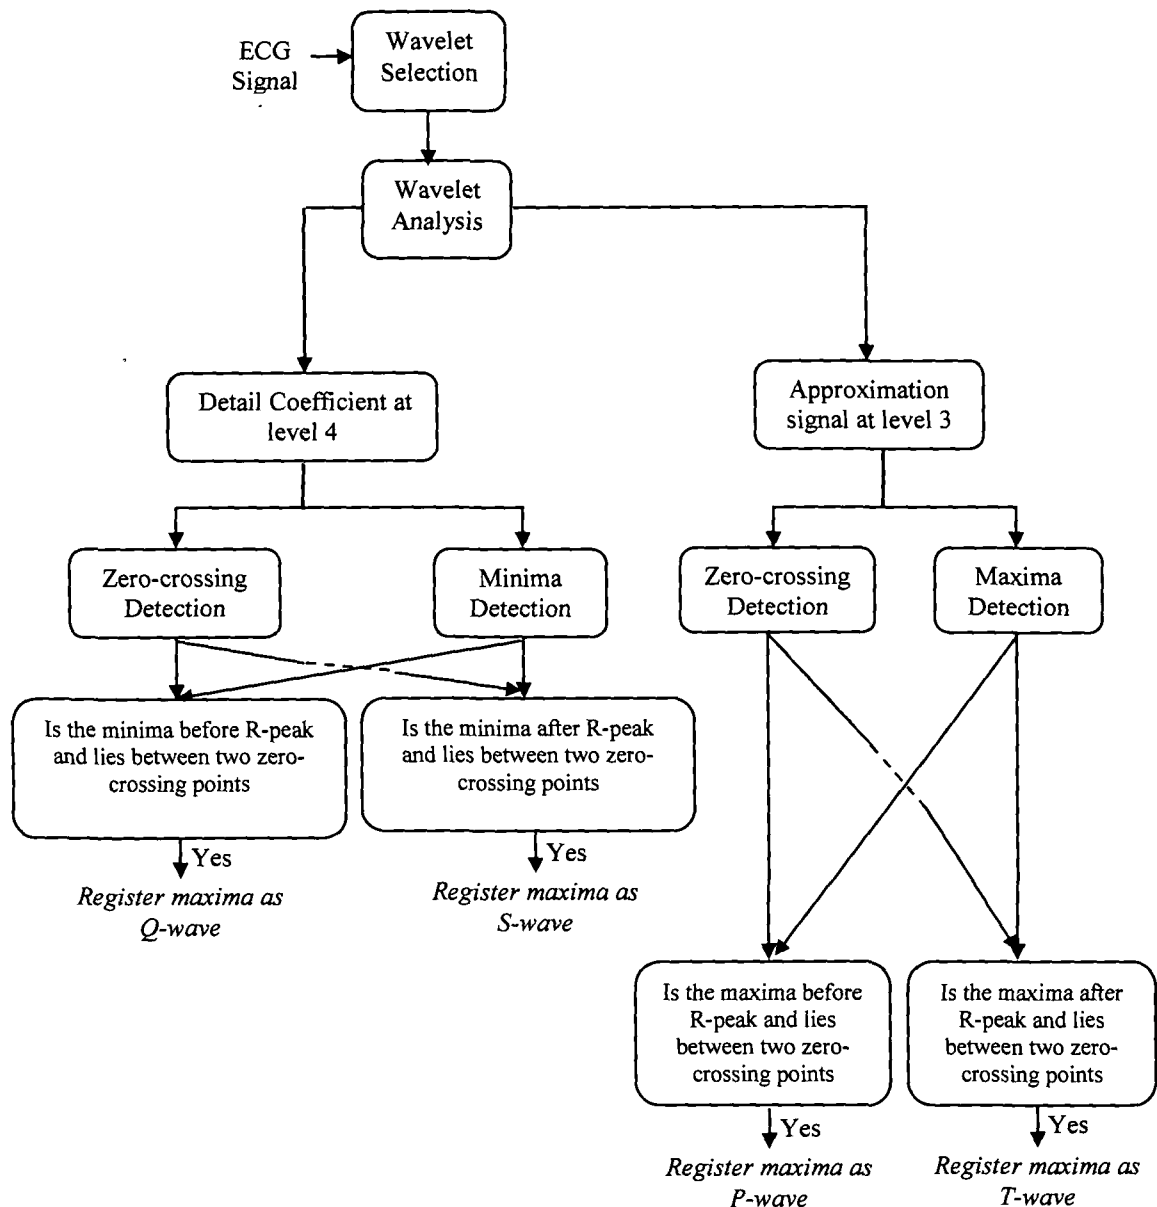 ECG
Signal
Wavelet
Selection
Wavelet
Analysis
Detail Coefficient at
level 4
Approximation
signal at level 3
Zero-crossing
Detection
Minima
Detection
Zero-crossing
Detection
Maxima
Detection
Is the minima before R-peak
and lies between two zero-
crossing points
Is the minima after R-peak
and lies between two zero-
crossing points
Yes
Register maxima as
Q-wave
Yes
Register maxima as
S-wave
Is the maxima before
R-peak and lies
between two zero-
crossing points
Is the maxima after
R-peak and lies
between two zero-
crossing points
Yes
Register maxima as
P-wave
Yes
Register maxima as
T-wave